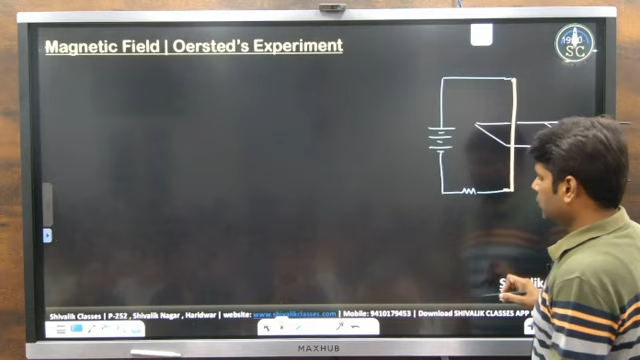 Magnetic Field | Oersted's Experiment
SC
Shivalik Classes | P-252 , Shivalik Nagar , Haridwar | website: www.shivalikclasses.com | Mobile: 9410179453 | Download SHIVALIK CLASSES APP
MAXHUB